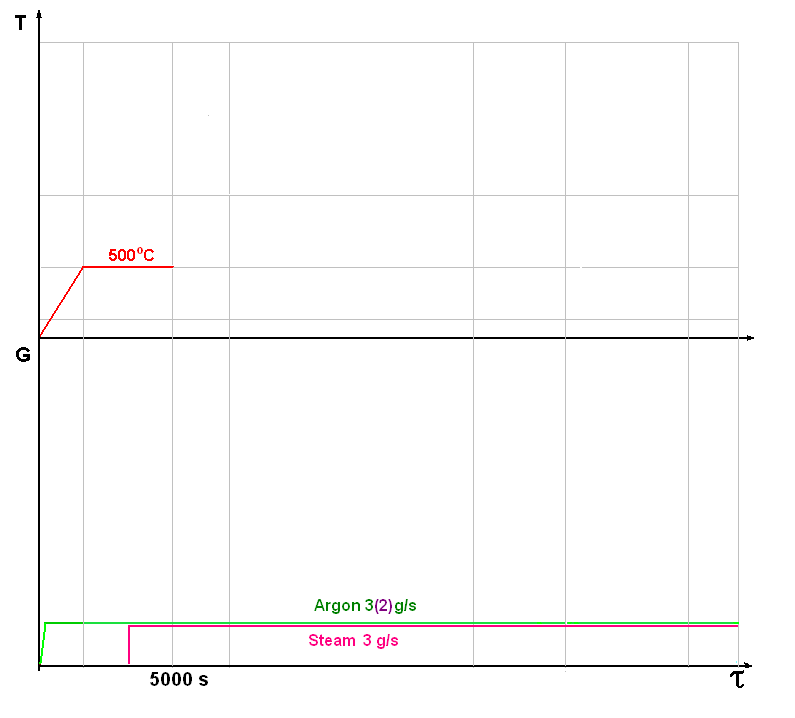 T
500°C
G
Argon 3(2)g/s
Steam 3 g/s
5000 s
τ